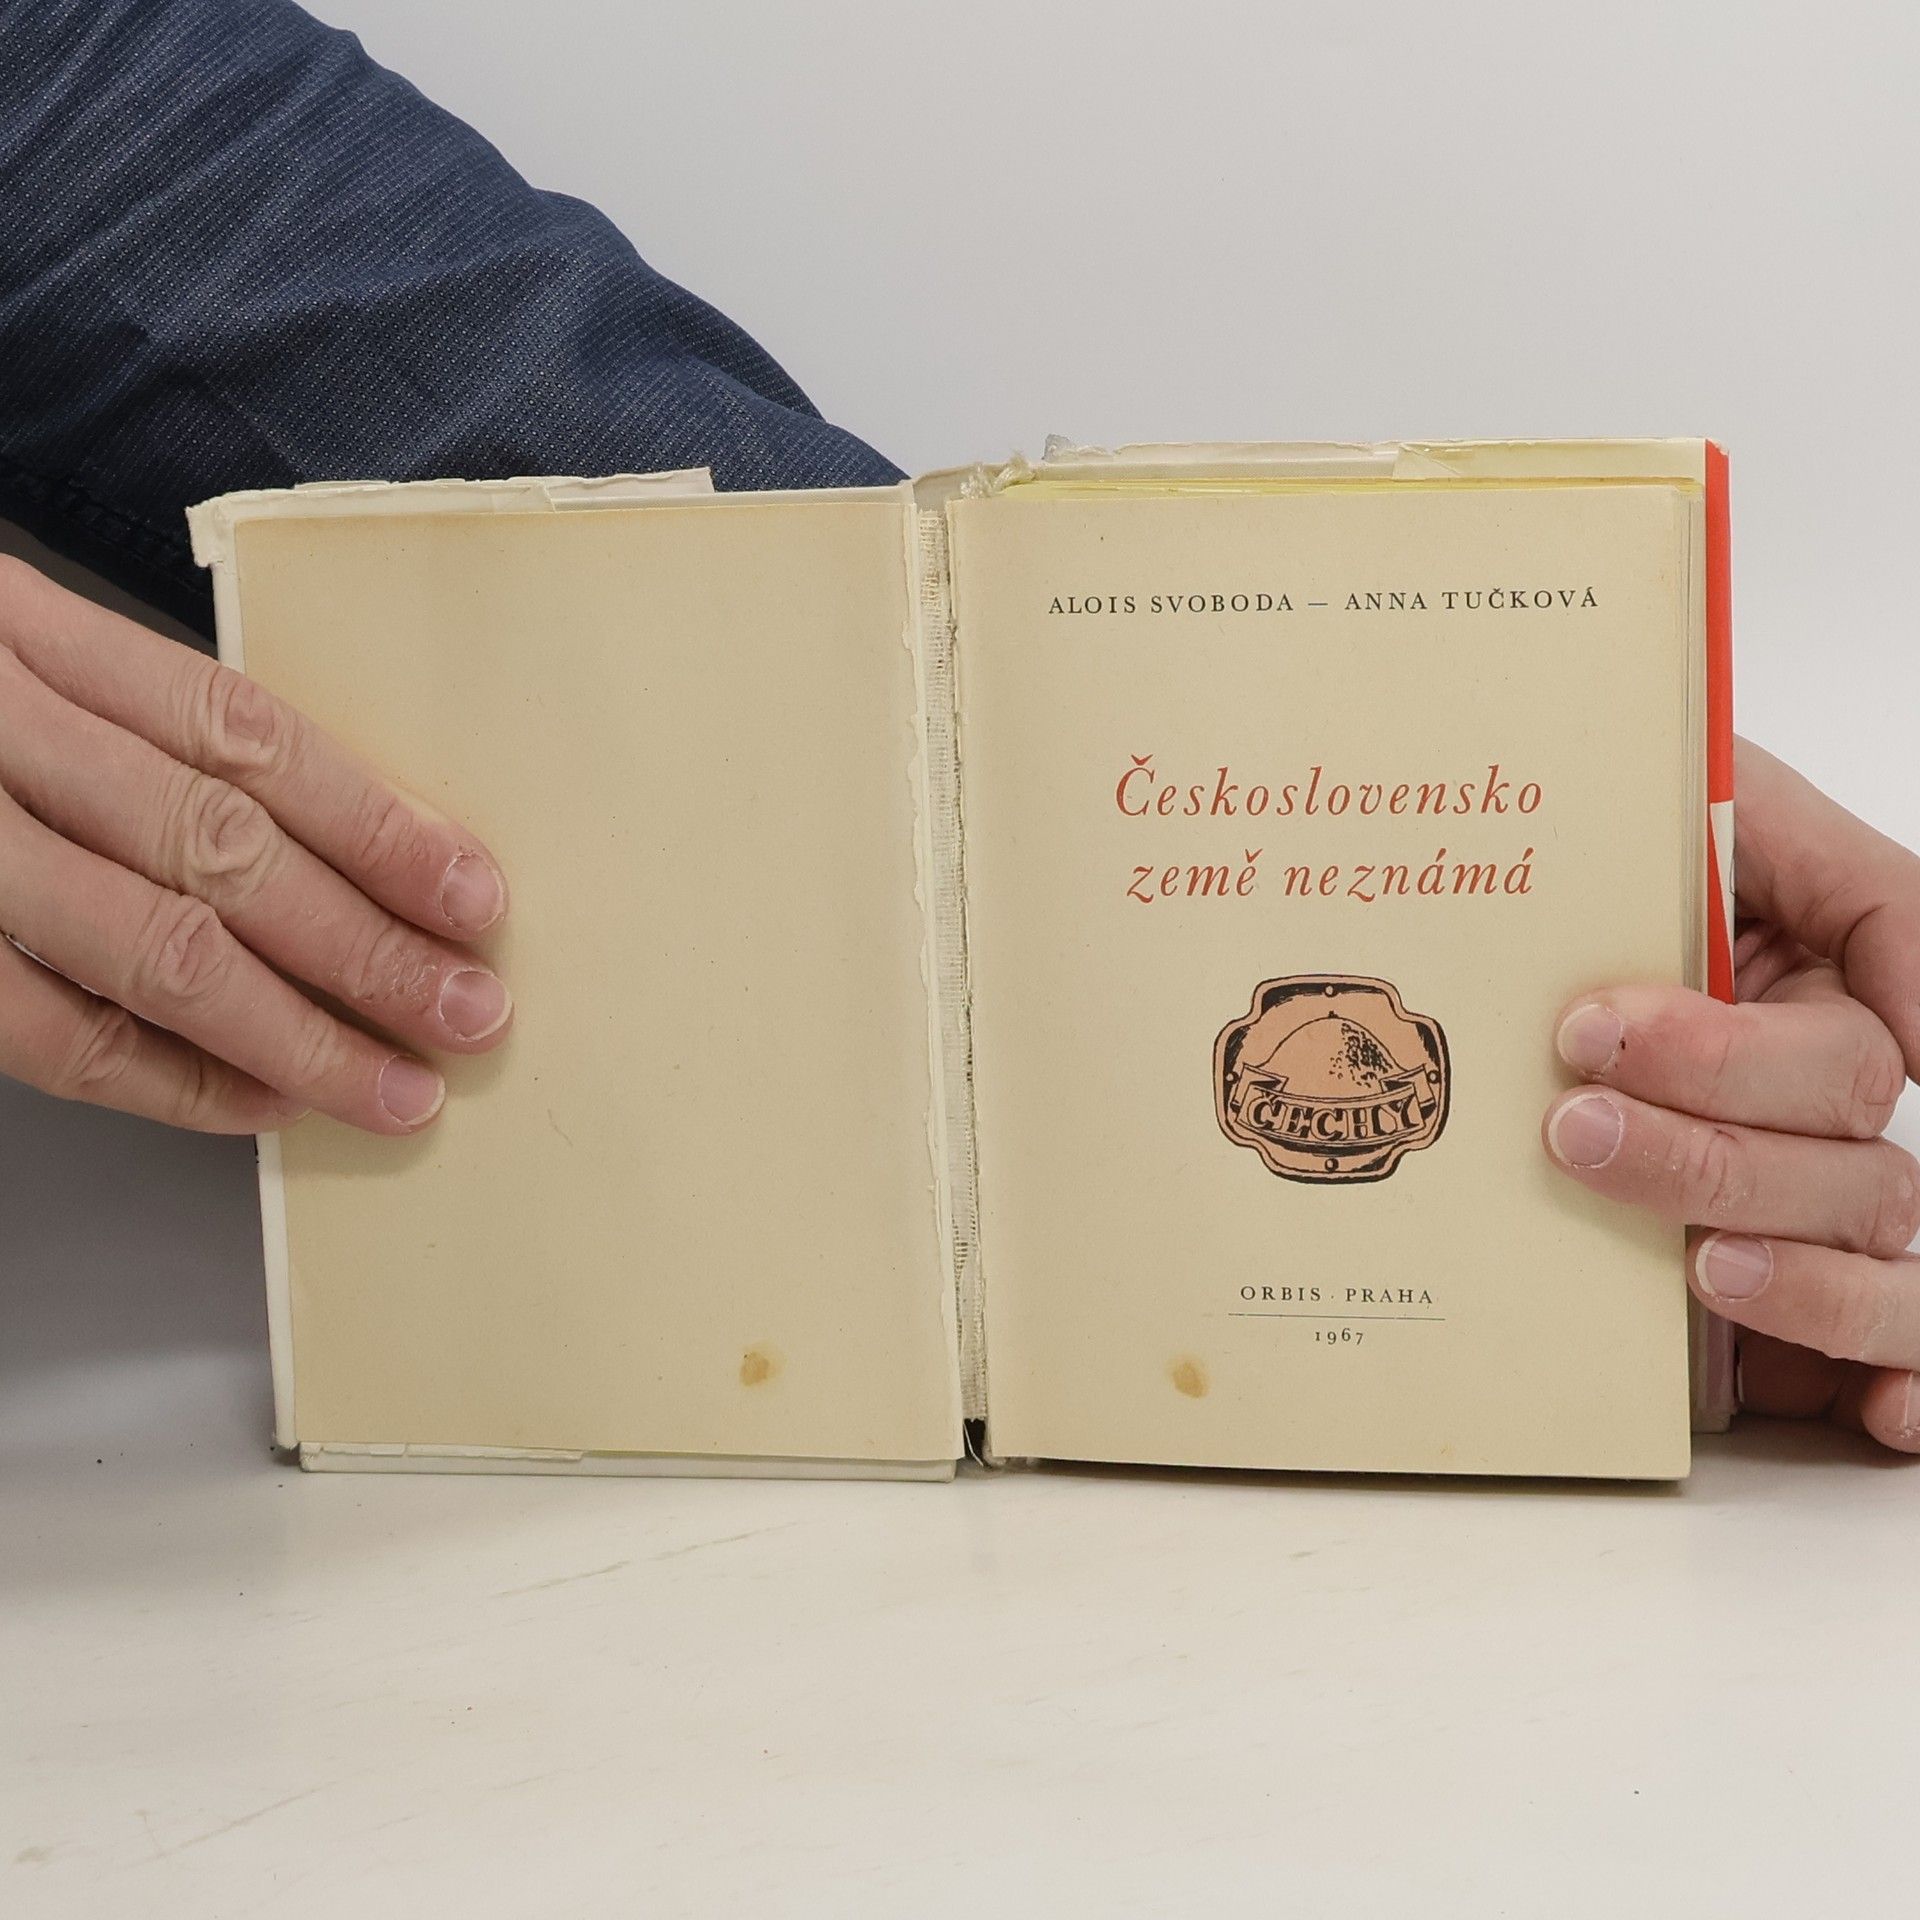 ALOIS SVOBODA — ANNA TUČKOVÁ
Československo
země neznámá
ČECHY
ORBIS · PRAHA
1967